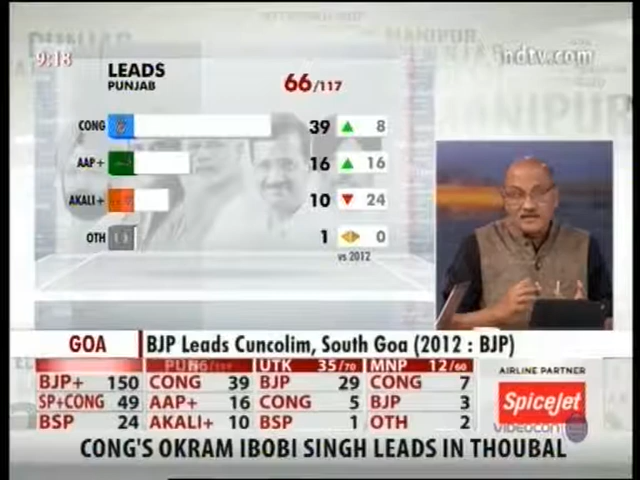 9:18
ndtv.com
LEADS
PUNJAB
66/117
CONG 39 8
AAP+ 16 16
AKALI+ 10 24
OTH 1 0
vs 2012
GOA BJP Leads Cuncolim, South Goa (2012 : BJP)
UTK 35/70 MNP 12/60
BJP+ 150 CONG 39 BJP 29 CONG 7
SP+CONG 49 AAP+ 16 CONG 5 BJP 3
BSP 24 AKALI+ 10 BSP 1 OTH 2
AIRLINE PARTNER
SpiceJet
VIDEOCON
CONG'S OKRAM IBOBI SINGH LEADS IN THOUBAL